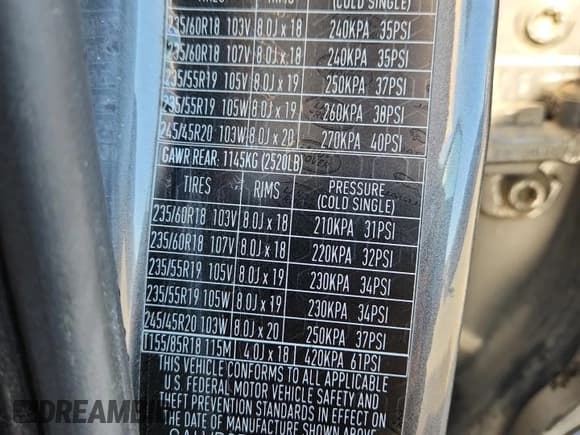 TIRES RIMS (COLD SINGLE)
235/60R18 103V 8.0J x 18 240KPA 35PSI
235/60R18 107V 8.0J x 18 240KPA 35PSI
235/55R19 105V 8.0J x 19 250KPA 37PSI
235/55R19 105W 8.0J x 19 260KPA 38PSI
245/45R20 103W 8.0J x 20 270KPA 40PSI
GAWR REAR: 1145KG (2520LB)
TIRES RIMS PRESSURE
(COLD SINGLE)
235/60R18 103V 8.0J x 18 210KPA 31PSI
235/60R18 107V 8.0J x 18 220KPA 32PSI
235/55R19 105V 8.0J x 19 230KPA 34PSI
235/55R19 105W 8.0J x 19 230KPA 34PSI
245/45R20 103W 8.0J x 20 250KPA 37PSI
T155/85R18 115M 4.0J x 18 420KPA 61PSI
THIS VEHICLE CONFORMS TO ALL APPLICABLE
U.S. FEDERAL MOTOR VEHICLE SAFETY AND
THEFT PREVENTION STANDARDS IN EFFECT ON
THE DATE OF MANUFACTURE SHOWN ABOVE